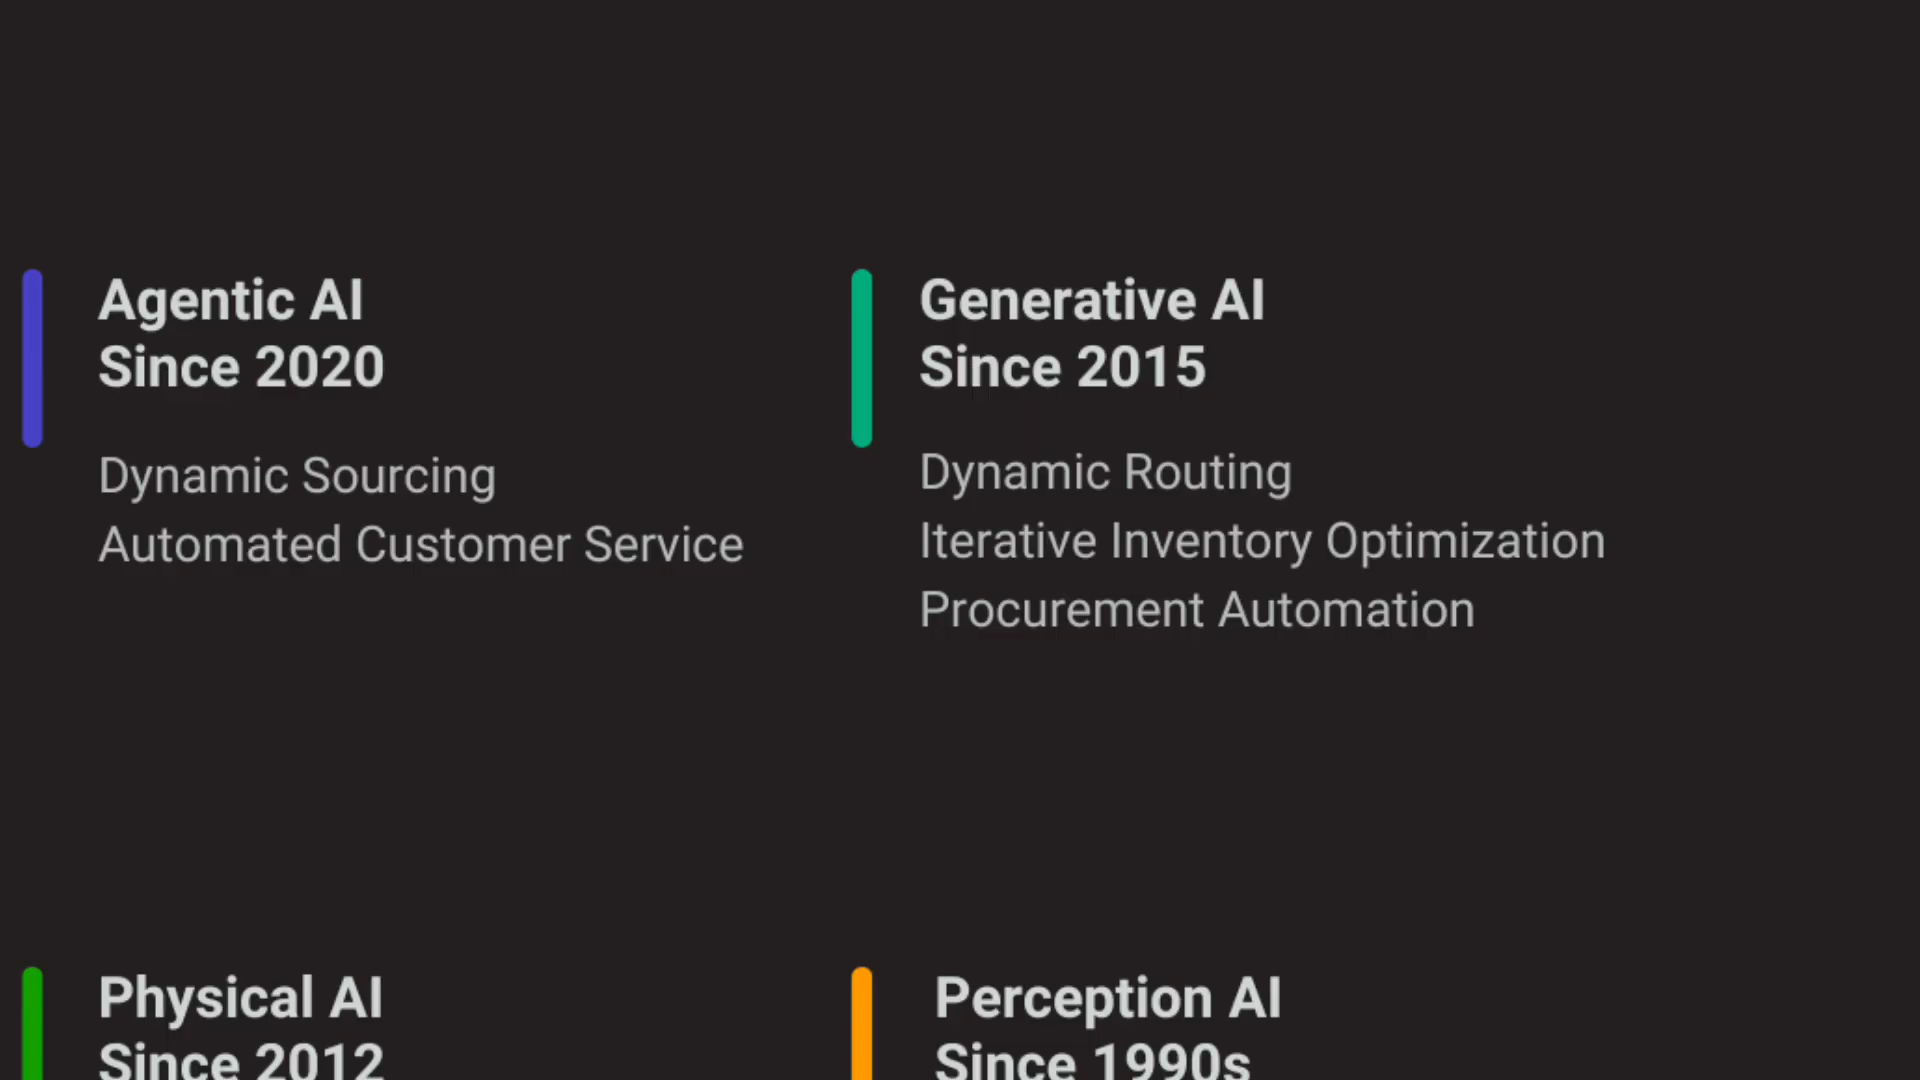 Agentic AI
Since 2020
Dynamic Sourcing
Automated Customer Service
Generative AI
Since 2015
Dynamic Routing
Iterative Inventory Optimization
Procurement Automation
Physical AI
Since 2012
Perception AI
Since 1990s